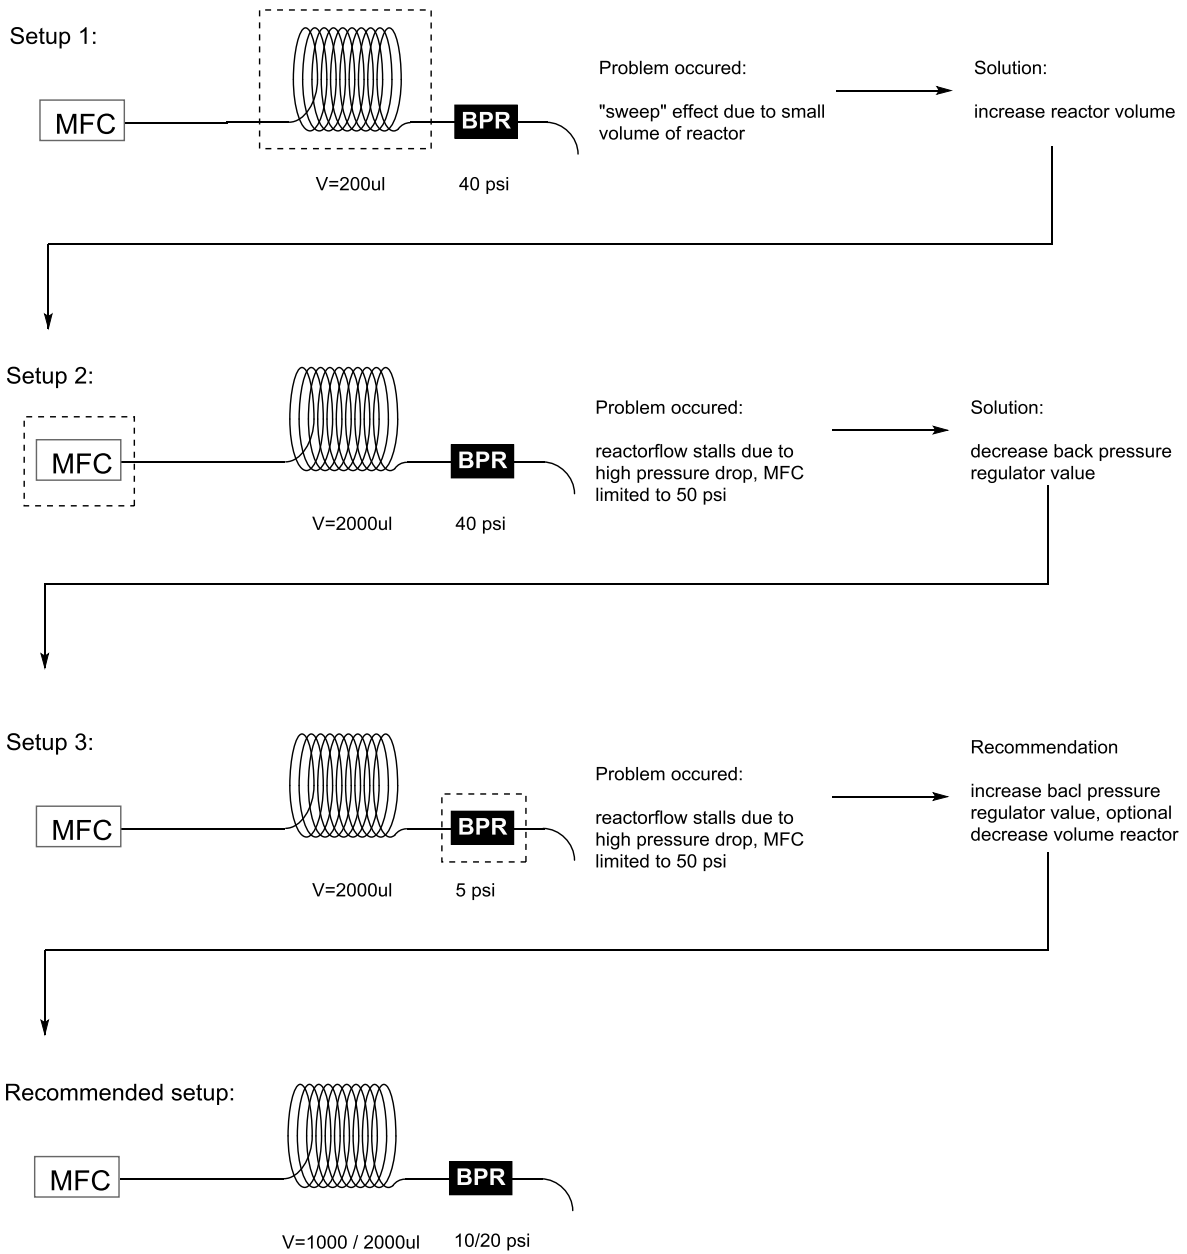 Setup 1:
MFC
BPR
V=200ul
40 psi
Problem occured:
"sweep" effect due to small
volume of reactor
Solution:
increase reactor volume
Setup 2:
MFC
BPR
V=2000ul
40 psi
Problem occured:
reactorflow stalls due to
high pressure drop, MFC
limited to 50 psi
Solution:
decrease back pressure
regulator value
Setup 3:
MFC
BPR
V=2000ul
5 psi
Problem occured:
reactorflow stalls due to
high pressure drop, MFC
limited to 50 psi
Recommendation
increase bacl pressure
regulator value, optional
decrease volume reactor
Recommended setup:
MFC
BPR
V=1000 / 2000ul
10/20 psi